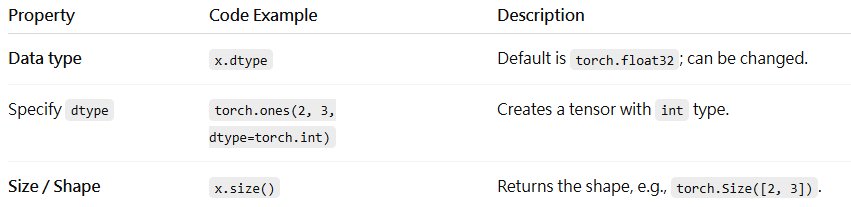 Property Code Example Description
Data type x.dtype Default is torch.float32; can be changed.
Specify dtype torch.ones(2, 3, Creates a tensor with int type.
dtype=torch.int)
Size / Shape x.size() Returns the shape, e.g., torch.Size([2, 3]).